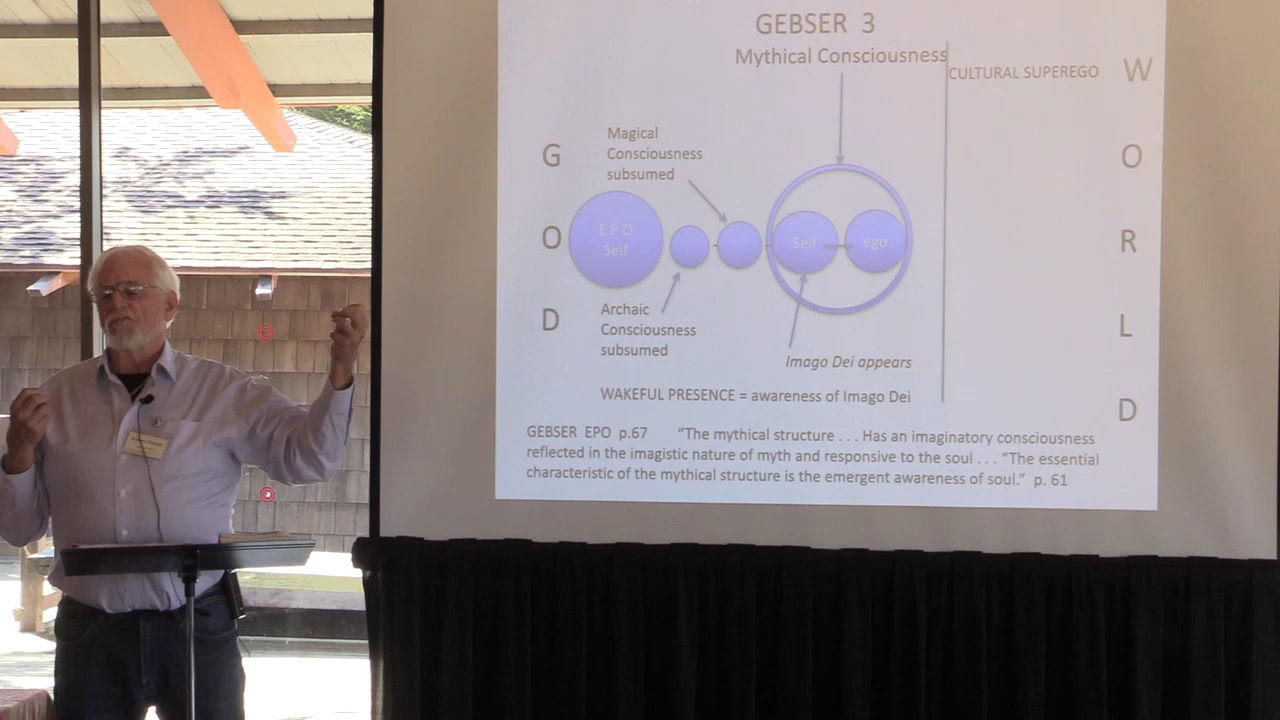 GEBSER 3
Mythical Consciousness
CULTURAL SUPEREGO
W
O
R
L
D
G
O
D
Magical
Consciousness
subsumed
E P O
Self
Self
ego
Archaic
Consciousness
subsumed
Imago Dei appears
WAKEFUL PRESENCE = awareness of Imago Dei
GEBSER EPO p.67 “The mythical structure . . . Has an imaginatory consciousness
reflected in the imagistic nature of myth and responsive to the soul . . . “The essential
characteristic of the mythical structure is the emergent awareness of soul.” p. 61